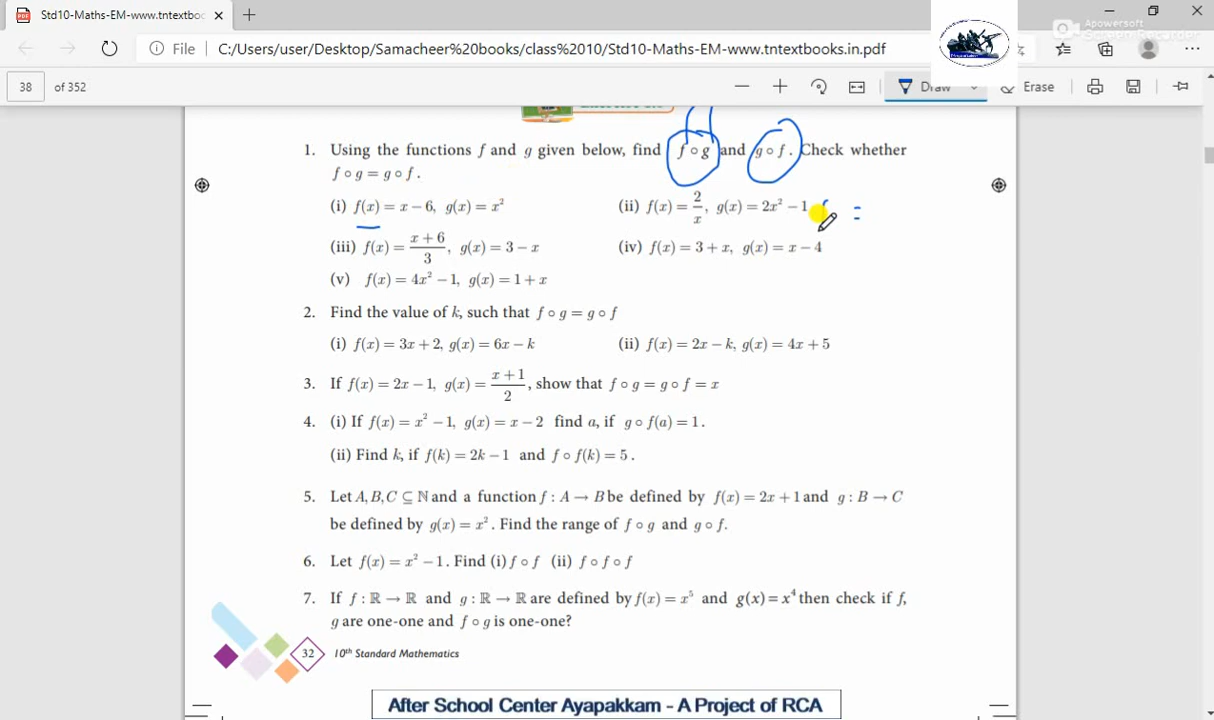 Std10-Maths-EM-www.tntextbooc
Apowersoft
Screen Recorder
File C:/Users/user/Desktop/Samacheer%20books/class%2010/Std10-Maths-EM-www.tntextbooks.in.pdf
38 of 352
Draw Erase
1. Using the functions f and g given below, find f ∘ g and g ∘ f. Check whether
f ∘ g = g ∘ f.
(i) f(x) = x − 6, g(x) = x² (ii) f(x) = 2/x, g(x) = 2x² − 1
(iii) f(x) = (x + 6)/3, g(x) = 3 − x (iv) f(x) = 3 + x, g(x) = x − 4
(v) f(x) = 4x² − 1, g(x) = 1 + x
2. Find the value of k, such that f ∘ g = g ∘ f
(i) f(x) = 3x + 2, g(x) = 6x − k (ii) f(x) = 2x − k, g(x) = 4x + 5
3. If f(x) = 2x − 1, g(x) = (x + 1)/2, show that f ∘ g = g ∘ f = x
4. (i) If f(x) = x² − 1, g(x) = x − 2 find a, if g ∘ f(a) = 1.
(ii) Find k, if f(k) = 2k − 1 and f ∘ f(k) = 5.
5. Let A, B, C ⊆ ℕ and a function f : A → B be defined by f(x) = 2x + 1 and g : B → C
be defined by g(x) = x². Find the range of f ∘ g and g ∘ f.
6. Let f(x) = x² − 1. Find (i) f ∘ f (ii) f ∘ f ∘ f
7. If f : ℝ → ℝ and g : ℝ → ℝ are defined by f(x) = x⁵ and g(x) = x⁴ then check if f,
g are one-one and f ∘ g is one-one?
32 10th Standard Mathematics
After School Center Ayapakkam - A Project of RCA